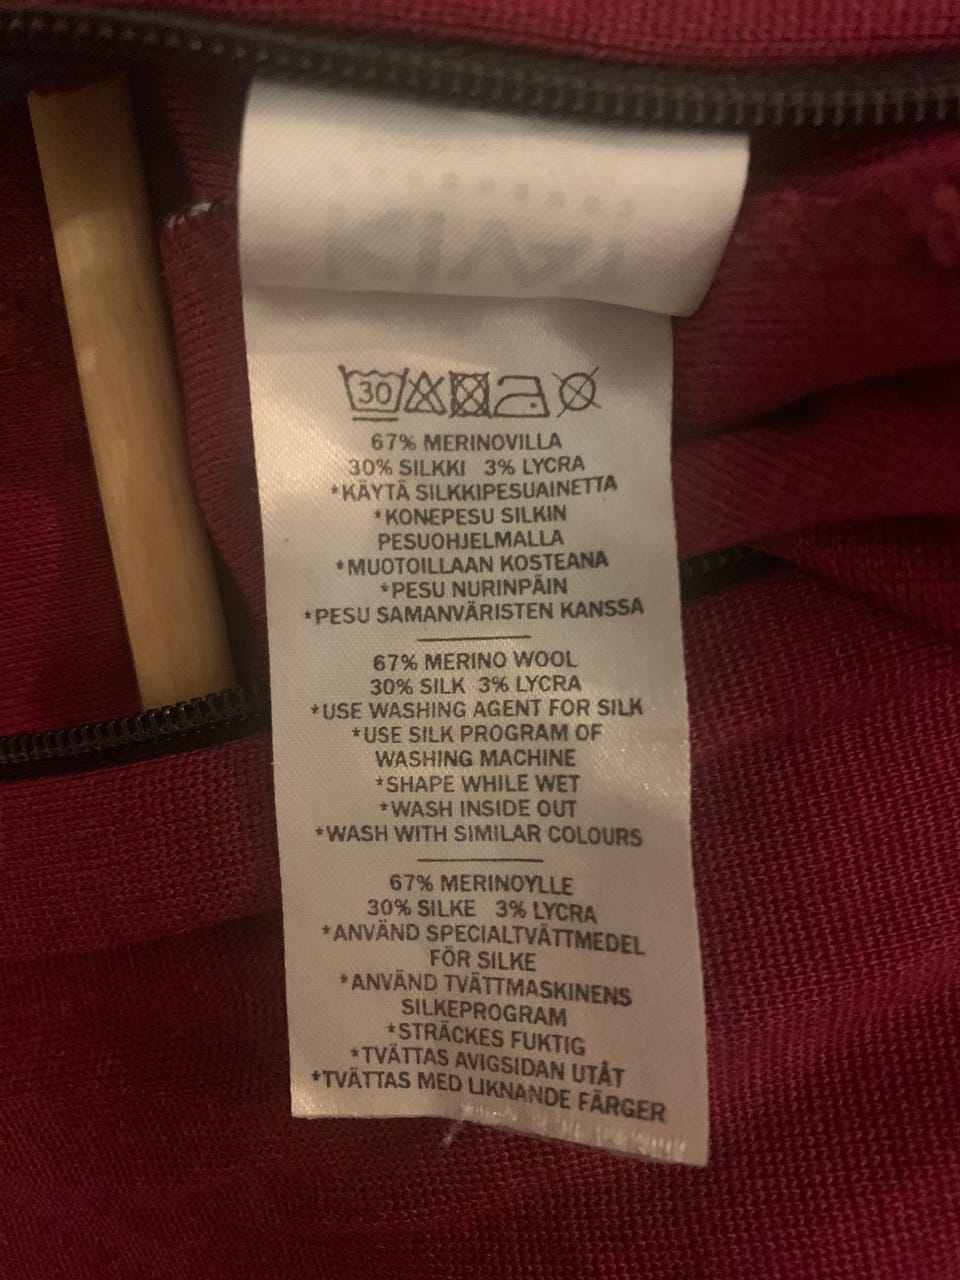 30
67% MERINOVILLA
30% SILKKI 3% LYCRA
*KÄYTÄ SILKKIPESUAINETTA
*KONEPESU SILKIN
PESUOHJELMALLA
*MUOTOILLAAN KOSTEANA
*PESU NURINPÄIN
*PESU SAMANVÄRISTEN KANSSA
67% MERINO WOOL
30% SILK 3% LYCRA
*USE WASHING AGENT FOR SILK
*USE SILK PROGRAM OF
WASHING MACHINE
*SHAPE WHILE WET
*WASH INSIDE OUT
*WASH WITH SIMILAR COLOURS
67% MERINOYLLE
30% SILKE 3% LYCRA
*ANVÄND SPECIALTVÄTTMEDEL
FÖR SILKE
*ANVÄND TVÄTTMASKINENS
SILKEPROGRAM
*STRÄCKES FUKTIG
*TVÄTTAS AVIGSIDAN UTÅT
*TVÄTTAS MED LIKNANDE FÄRGER